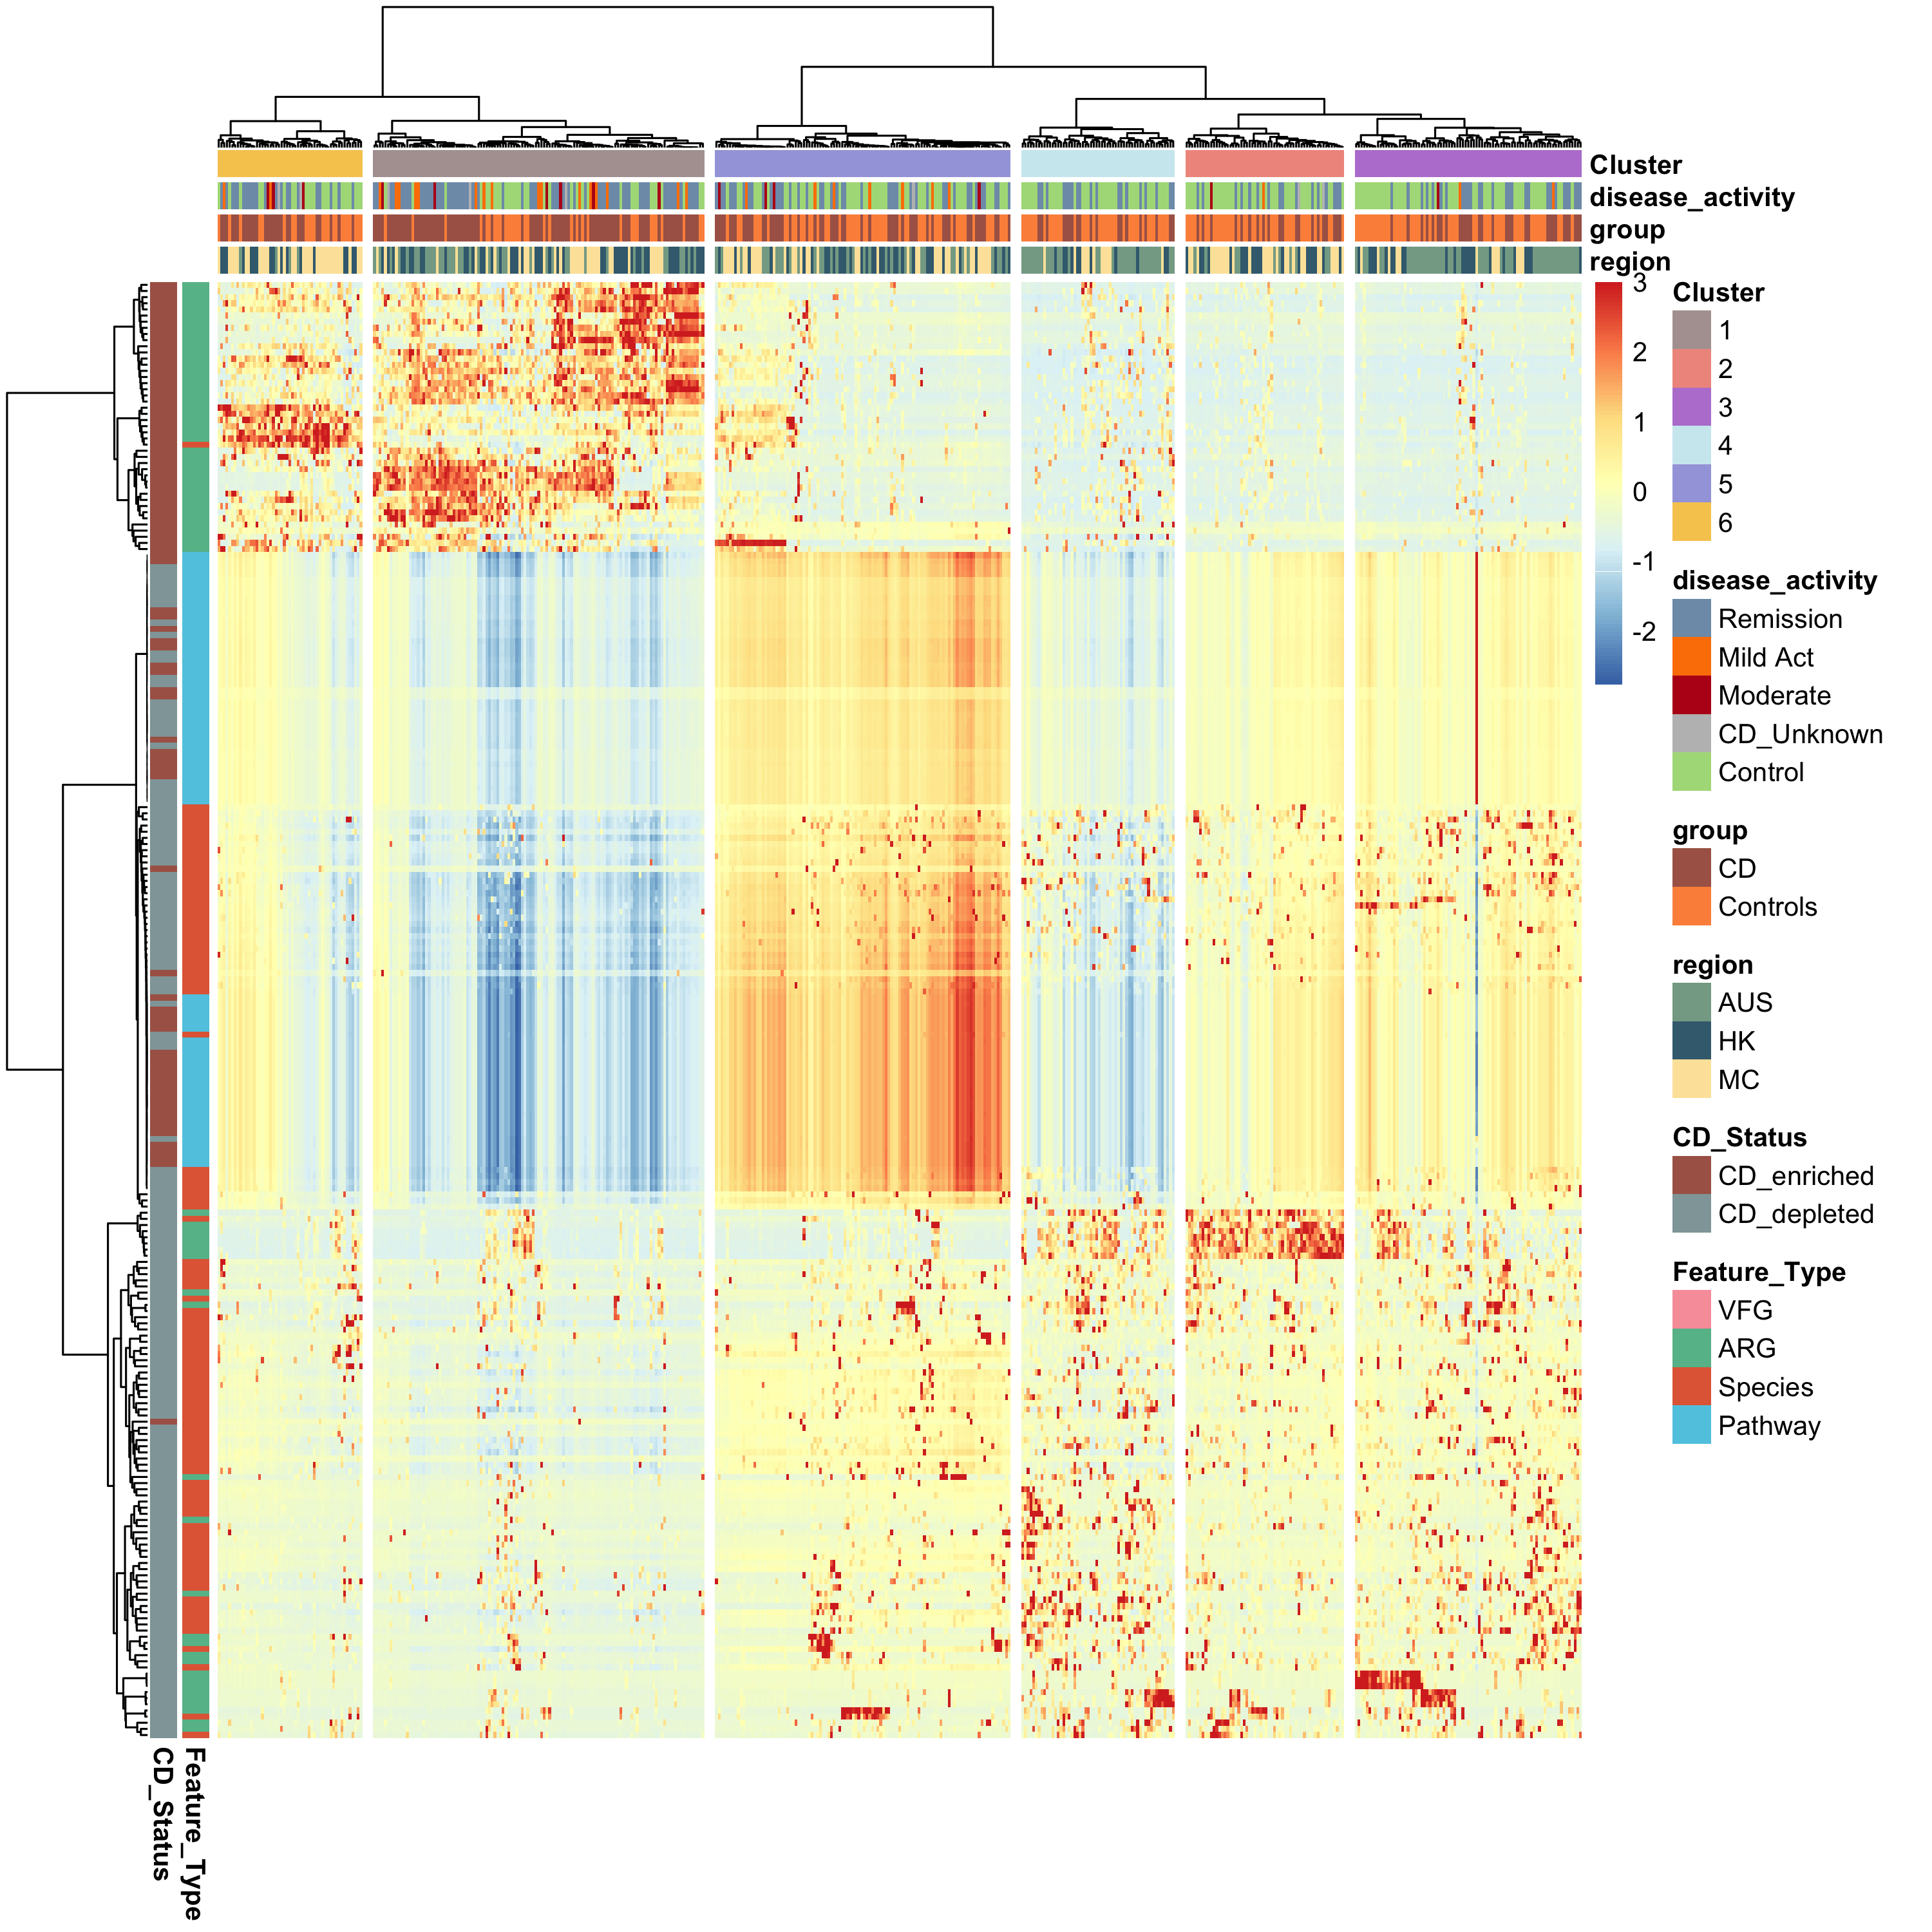 Cluster
disease_activity
group
region
3
2
1
0
-1
-2
Cluster
1
2
3
4
5
6
disease_activity
Remission
Mild Act
Moderate
CD_Unknown
Control
group
CD
Controls
region
AUS
HK
MC
CD_Status
CD_enriched
CD_depleted
Feature_Type
VFG
ARG
Species
Pathway
CD_Status
Feature_Type